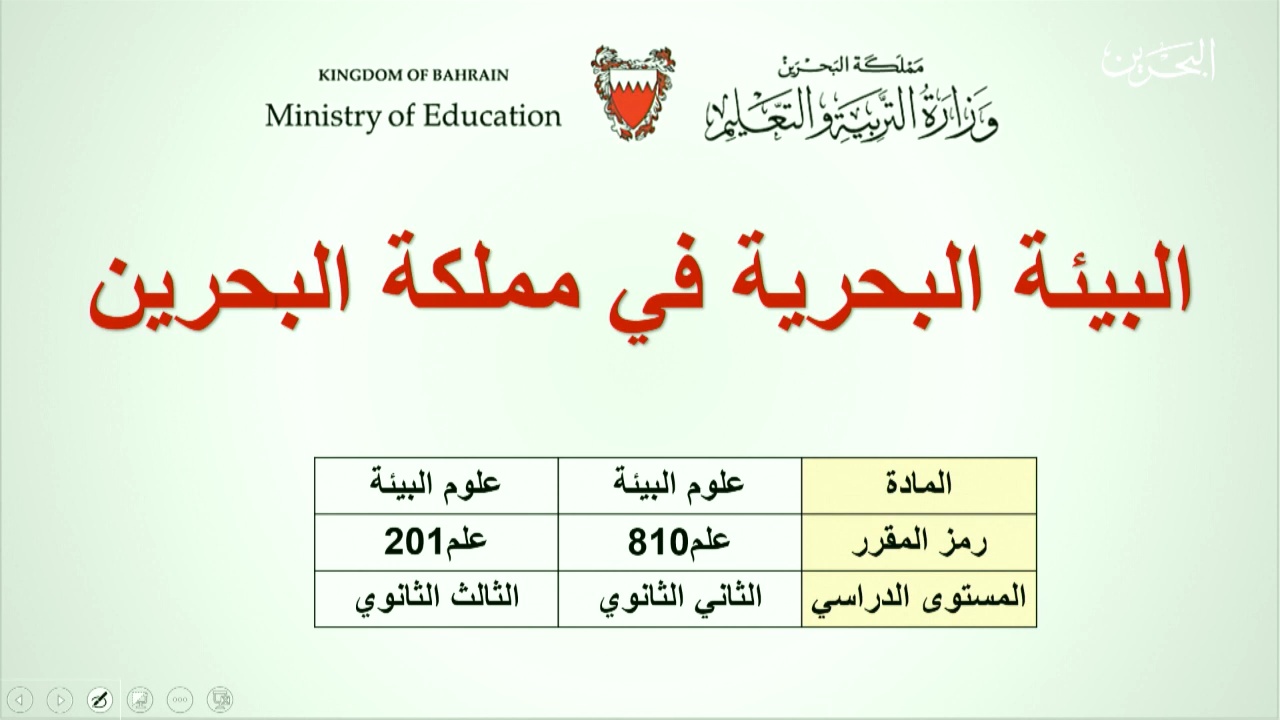 البحرين
KINGDOM OF BAHRAIN
Ministry of Education
مملكة البحرين
وزارة التربية والتعليم
البيئة البحرية في مملكة البحرين
المادة علوم البيئة علوم البيئة
رمز المقرر علم810 علم201
المستوى الدراسي الثاني الثانوي الثالث الثانوي